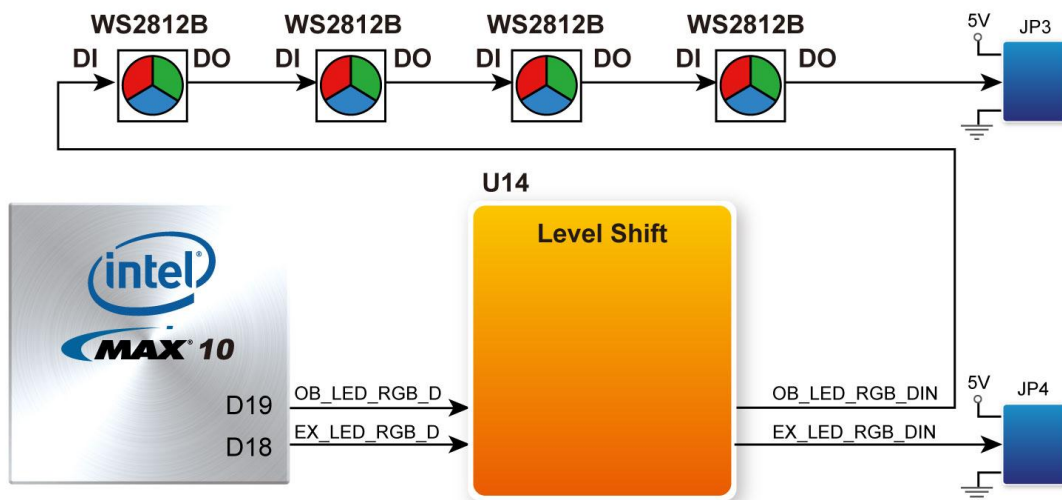 WS2812B WS2812B WS2812B WS2812B
5V JP3
DI DO DI DO DI DO DI DO
U14
Level Shift
intel®
MAX® 10
D19 OB_LED_RGB_D OB_LED_RGB_DIN
5V JP4
D18 EX_LED_RGB_D EX_LED_RGB_DIN